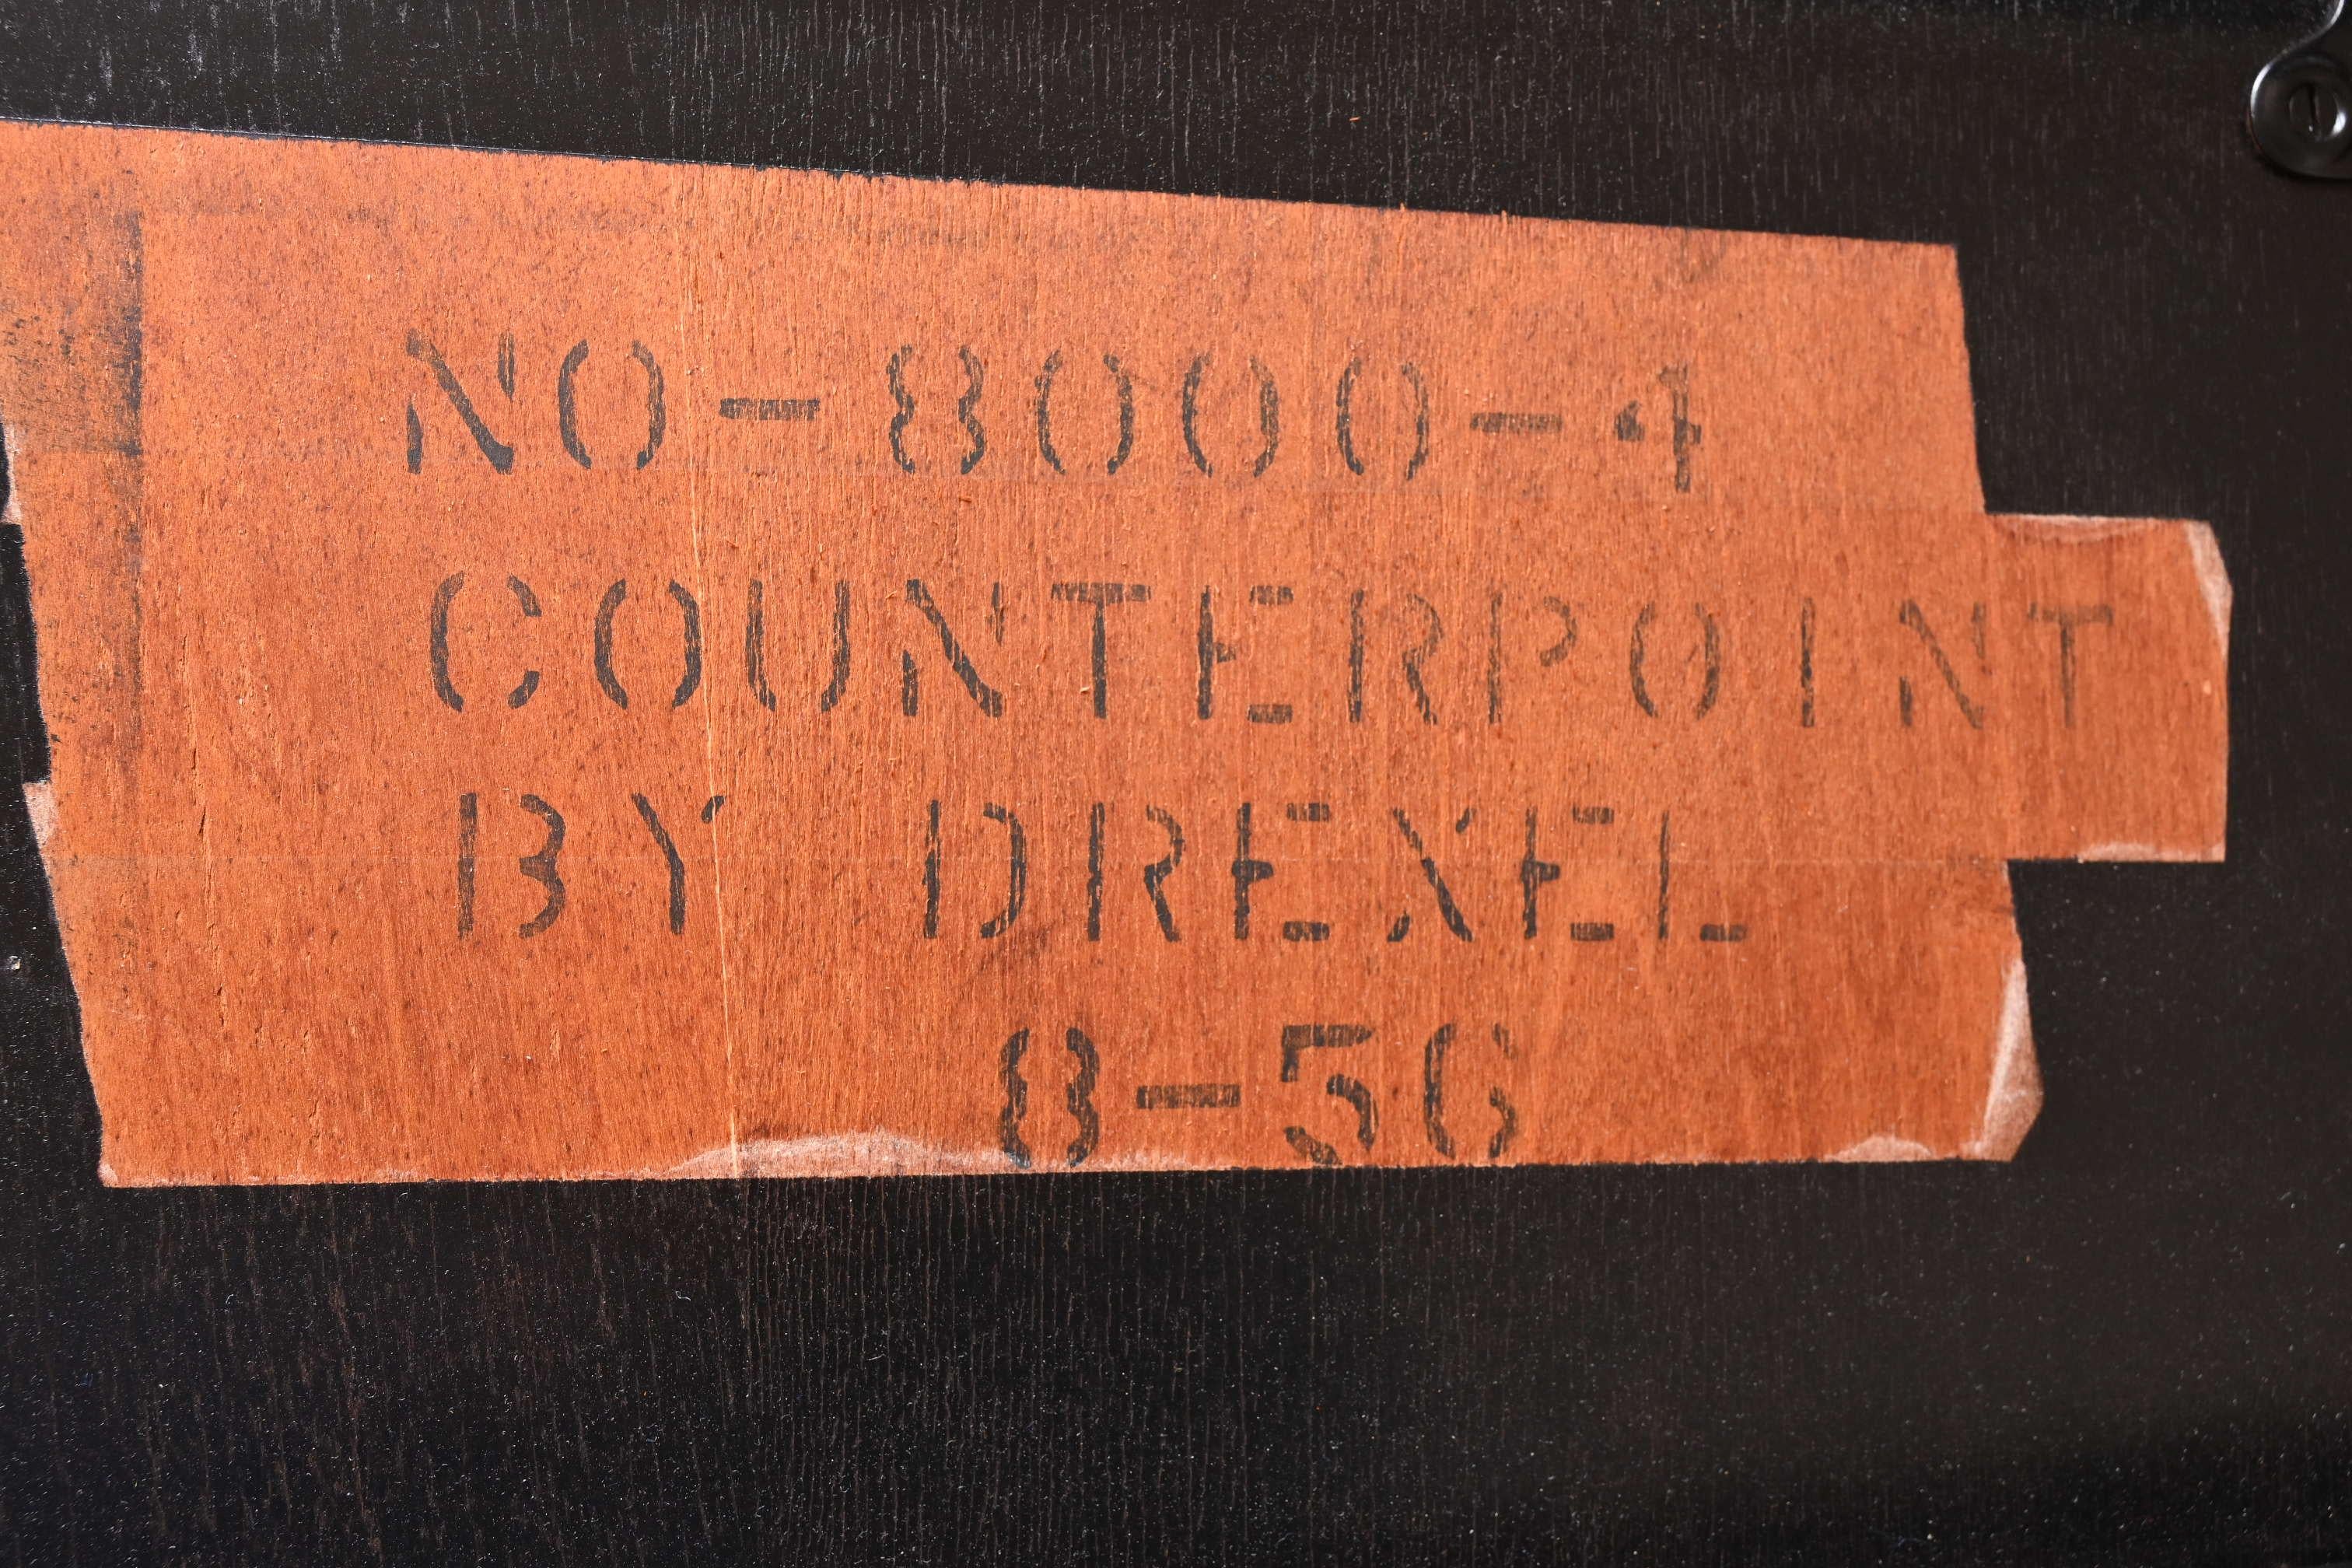 NO-8000-4
COUNTERPOINT
BY DREXEL
8-56